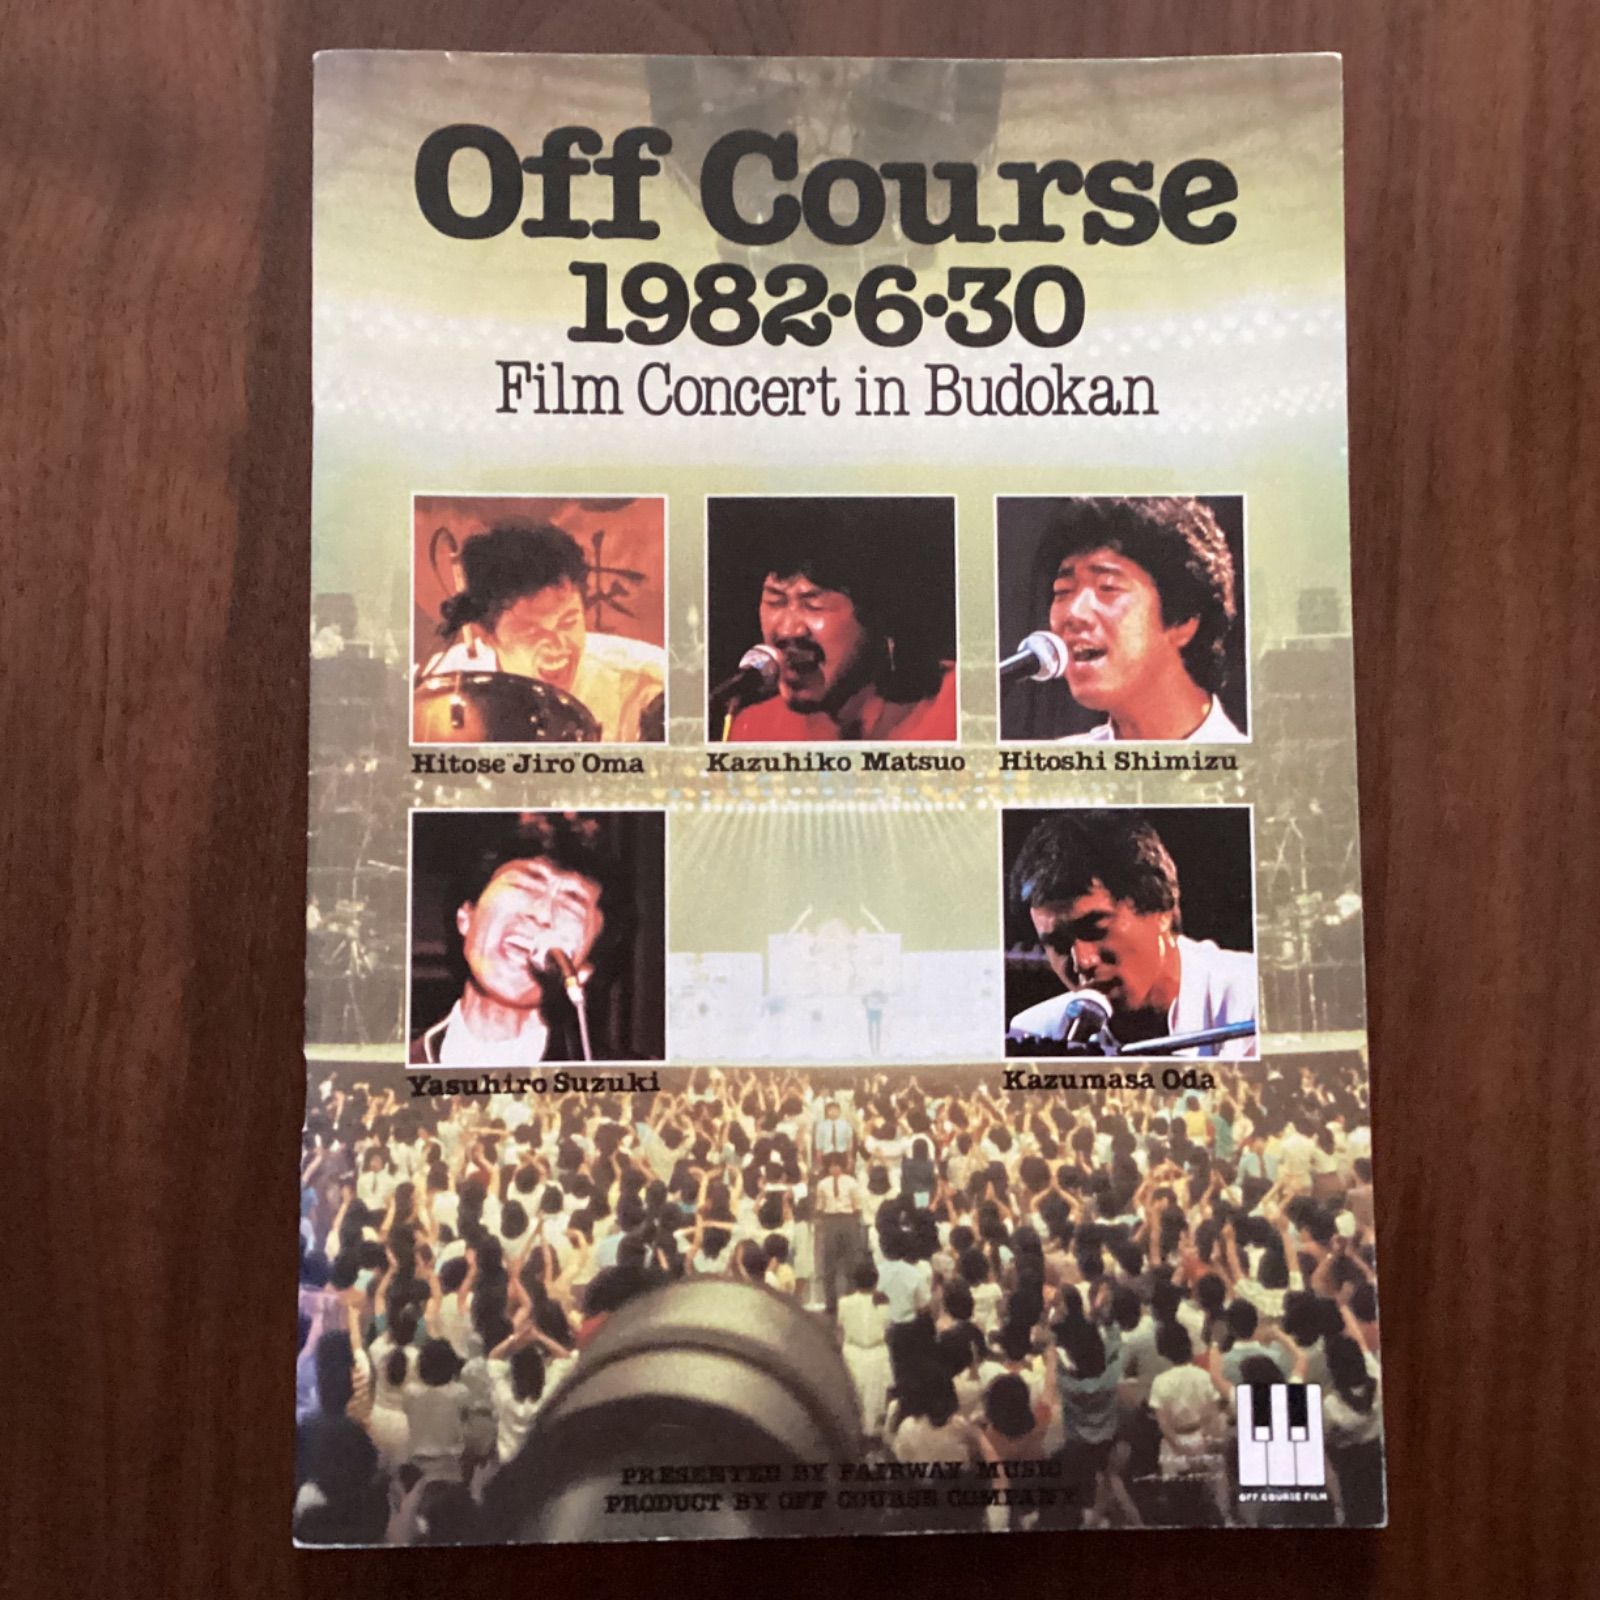 Off Course
1982·6·30
Film Concert in Budokan
Hitose "Jiro" Oma
Kazuhiko Matsuo
Hitoshi Shimizu
Yasuhiro Suzuki
Kazumasa Oda
PRESENTED BY FAIRWAY MUSIC
PRODUCT BY OFF COURSE COMPANY
OFF COURSE FILM